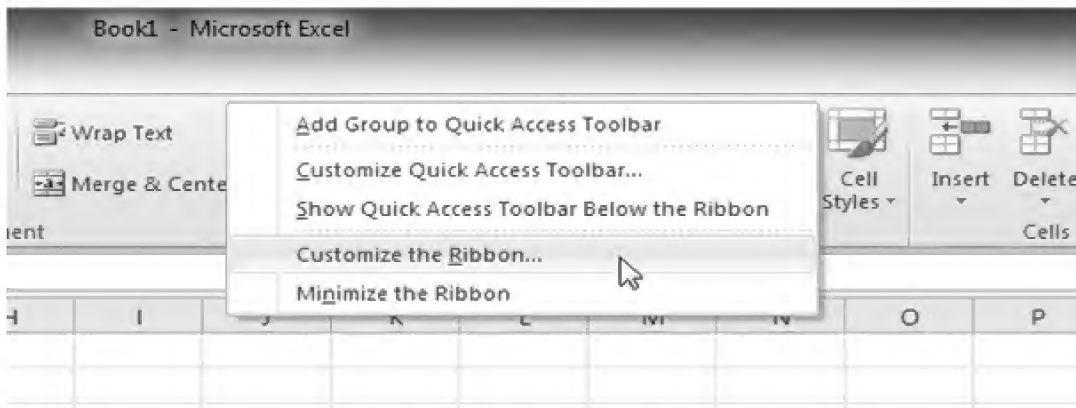 Book1 - Microsoft Excel
Wrap Text
Merge & Cente
ent
Add Group to Quick Access Toolbar
Customize Quick Access Toolbar...
Show Quick Access Toolbar Below the Ribbon
Customize the Ribbon...
Minimize the Ribbon
Cell
Styles
Insert
Delete
Cells
H I J K L M N O P